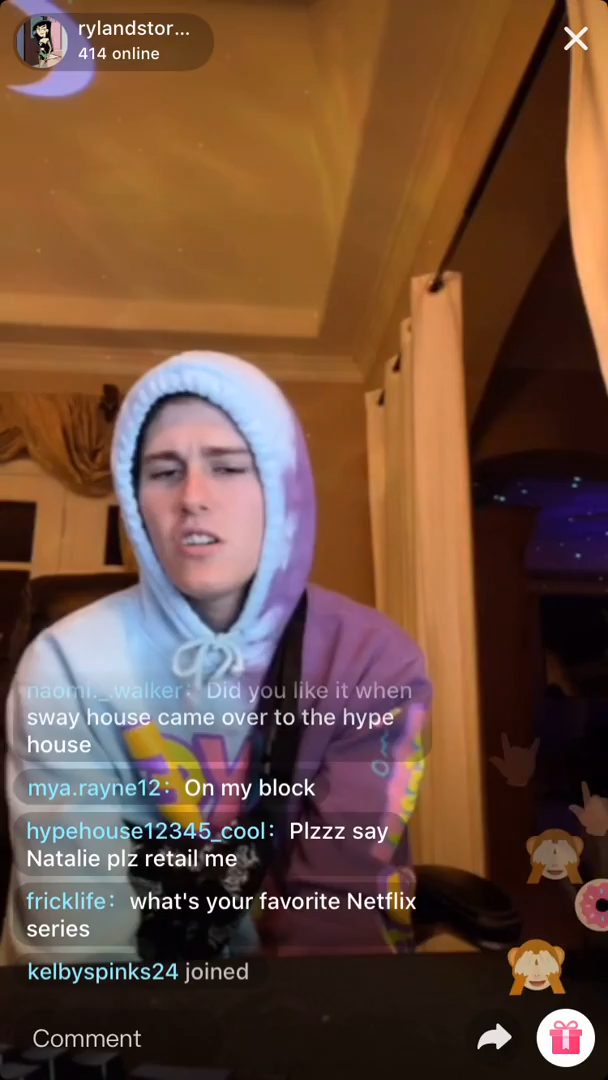 rylandstor...
414 online
naomi._.walker: Did you like it when
sway house came over to the hype
house
mya.rayne12: On my block
hypehouse12345_cool: Plzzz say
Natalie plz retail me
fricklife: what's your favorite Netflix
series
kelbyspinks24 joined
Comment